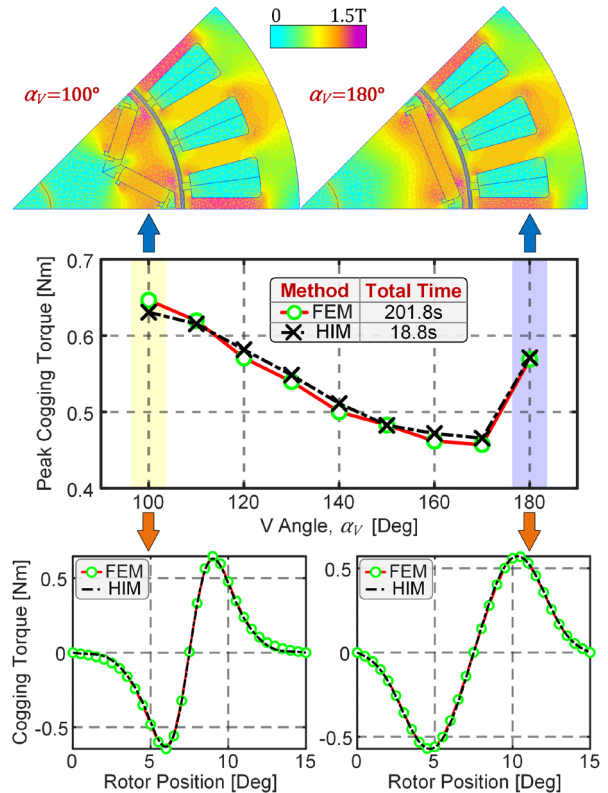 0 1.5T
α_V=100° α_V=180°
0.7
0.6
0.5
0.4
Peak Cogging Torque [Nm]
Method Total Time
FEM 201.8s
HIM 18.8s
100 120 140 160 180
V Angle, α_V [Deg]
Cogging Torque [Nm]
0.5
0
-0.5
FEM
HIM
0 5 10 15
Rotor Position [Deg]
0.5
0
-0.5
FEM
HIM
0 5 10 15
Rotor Position [Deg]